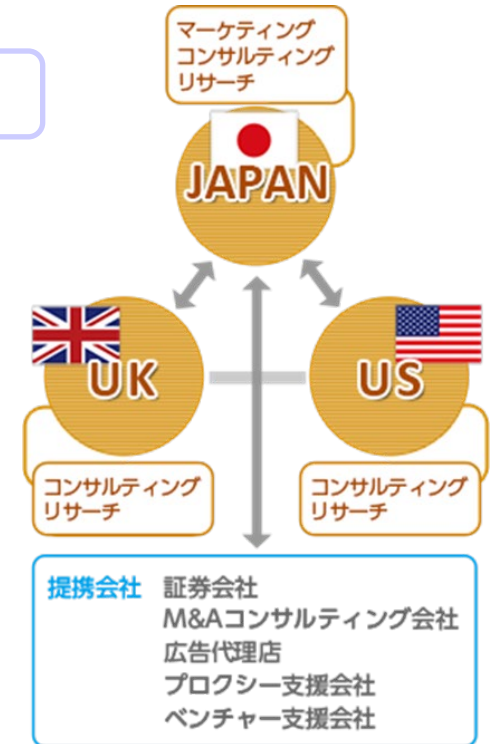 マーケティング
コンサルティング
リサーチ
JAPAN
UK
US
コンサルティング
リサーチ
コンサルティング
リサーチ
提携会社 証券会社
M&Aコンサルティング会社
広告代理店
プロクシー支援会社
ベンチャー支援会社